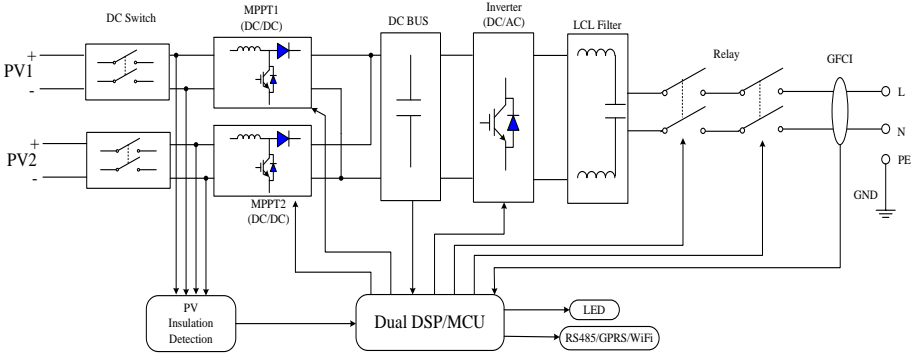 DC Switch
MPPT1
(DC/DC)
DC BUS
Inverter
(DC/AC)
LCL Filter
Relay
GFCI
+
PV1
-
L
N
+
PV2
-
PE
MPPT2
(DC/DC)
GND
PV
Insulation
Detection
Dual DSP/MCU
LED
RS485/GPRS/WiFi